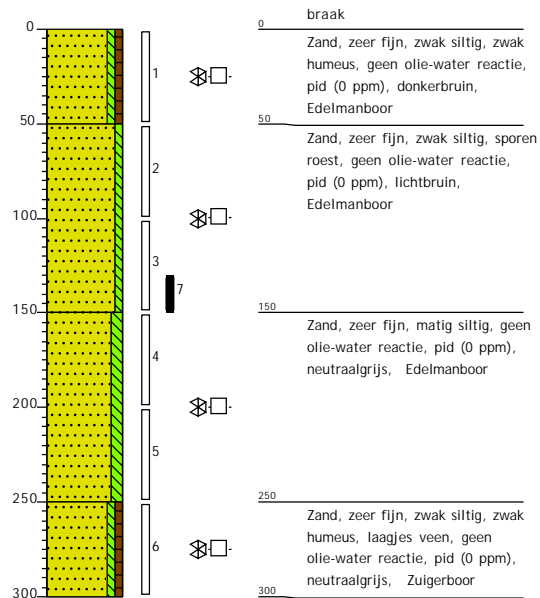 braak
0
0
Zand, zeer fijn, zwak siltig, zwak
humeus, geen olie-water reactie,
pid (0 ppm), donkerbruin,
Edelmanboor
1
50
50
Zand, zeer fijn, zwak siltig, sporen
roest, geen olie-water reactie,
pid (0 ppm), lichtbruin,
Edelmanboor
2
100
3
7
150
150
Zand, zeer fijn, matig siltig, geen
olie-water reactie, pid (0 ppm),
neutraalgrijs, Edelmanboor
4
200
5
250
250
Zand, zeer fijn, zwak siltig, zwak
humeus, laagjes veen, geen
olie-water reactie, pid (0 ppm),
neutraalgrijs, Zuigerboor
6
300
300